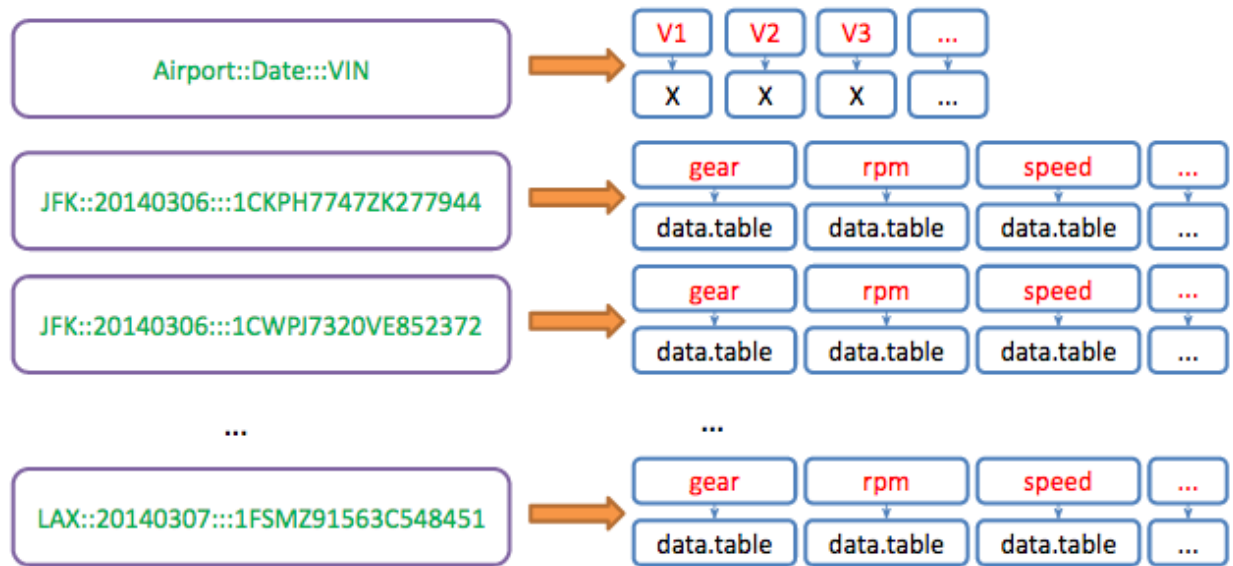 V1 V2 V3 ...
Airport::Date:::VIN
X X X ...
gear rpm speed ...
JFK::20140306:::1CKPH7747ZK277944
data.table data.table data.table ...
gear rpm speed ...
JFK::20140306:::1CWPJ7320VE852372
data.table data.table data.table ...
... ...
gear rpm speed ...
LAX::20140307:::1FSMZ91563C548451
data.table data.table data.table ...